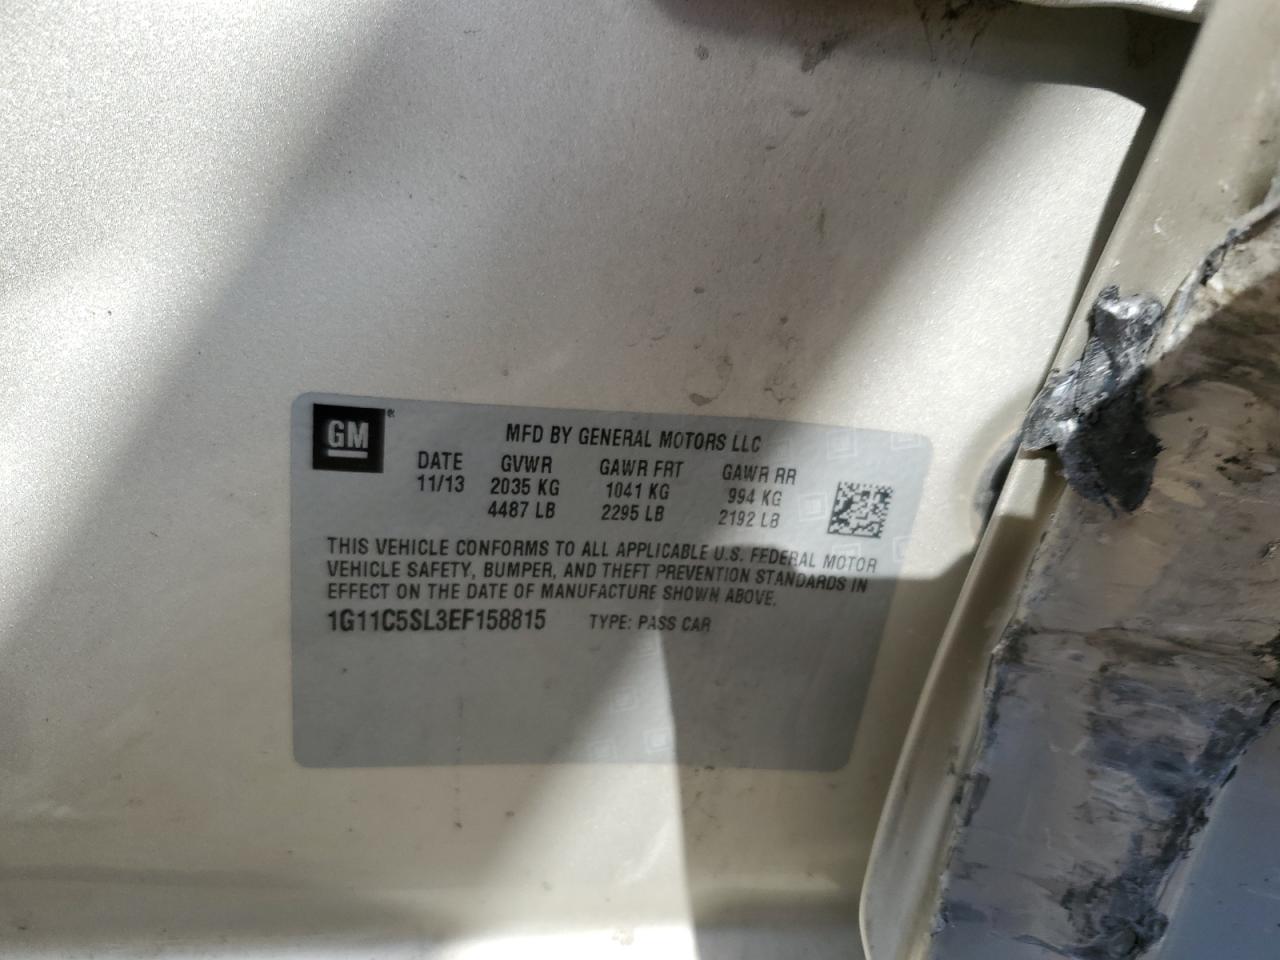 GM®
MFD BY GENERAL MOTORS LLC
DATE GVWR GAWR FRT GAWR RR
11/13 2035 KG 1041 KG 994 KG
4487 LB 2295 LB 2192 LB
THIS VEHICLE CONFORMS TO ALL APPLICABLE U.S. FEDERAL MOTOR
VEHICLE SAFETY, BUMPER, AND THEFT PREVENTION STANDARDS IN
EFFECT ON THE DATE OF MANUFACTURE SHOWN ABOVE.
1G11C5SL3EF158815 TYPE: PASS CAR